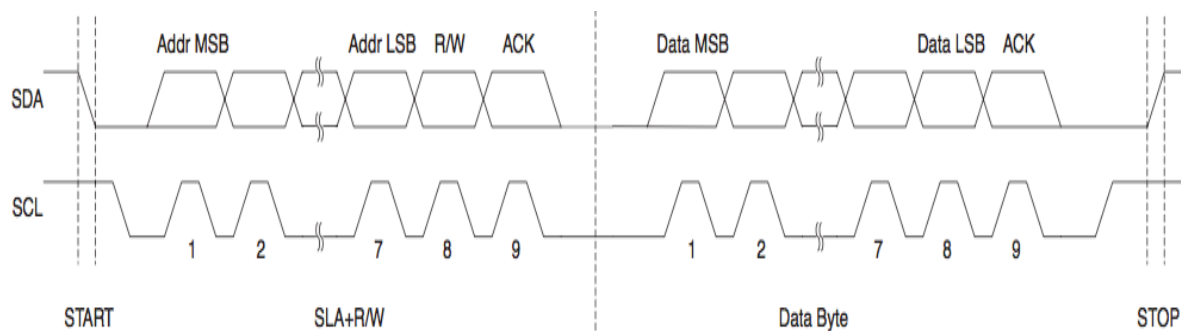 Addr MSB Addr LSB R/W ACK Data MSB Data LSB ACK
SDA
SCL
1 2 7 8 9 1 2 7 8 9
START SLA+R/W Data Byte STOP